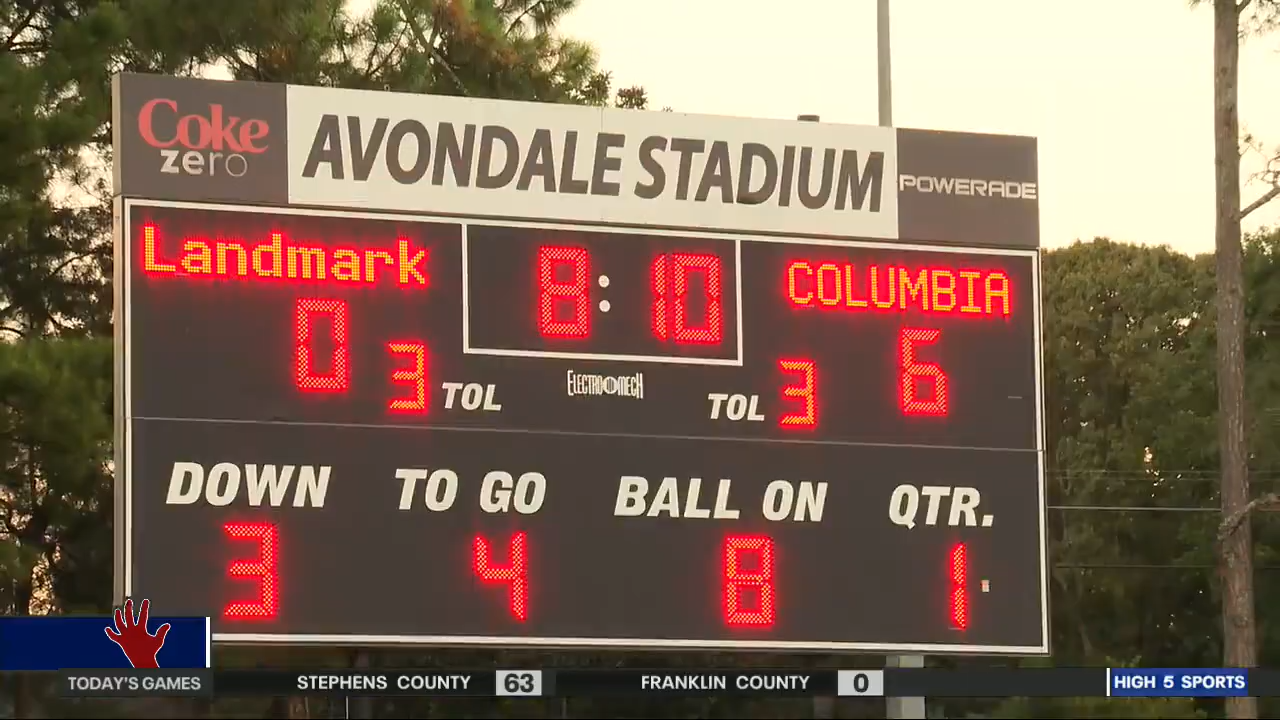 Coke
zero
AVONDALE STADIUM
POWERADE
Landmark
8:10
COLUMBIA
0
3
TOL
ELECTRO-MECH
TOL
3
6
DOWN
TO GO
BALL ON
QTR.
3
4
8
1
TODAY'S GAMES
STEPHENS COUNTY 63
FRANKLIN COUNTY 0
HIGH 5 SPORTS